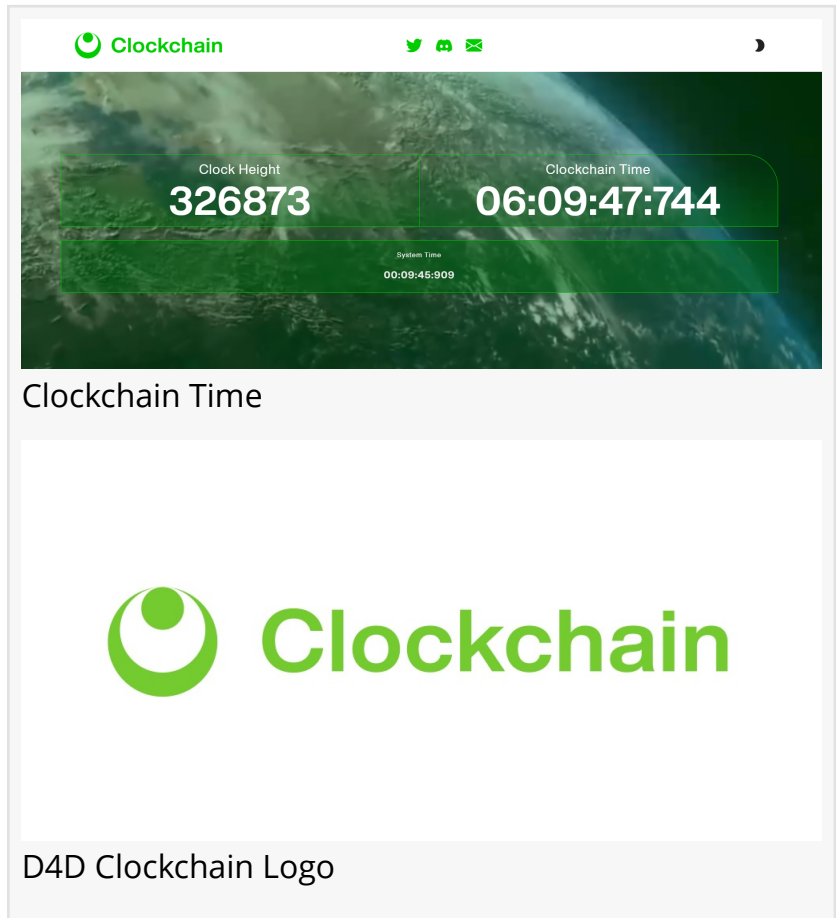 Clockchain
Clock Height
326873
Clockchain Time
06:09:47:744
System Time
00:09:45:909
Clockchain Time
Clockchain
D4D Clockchain Logo